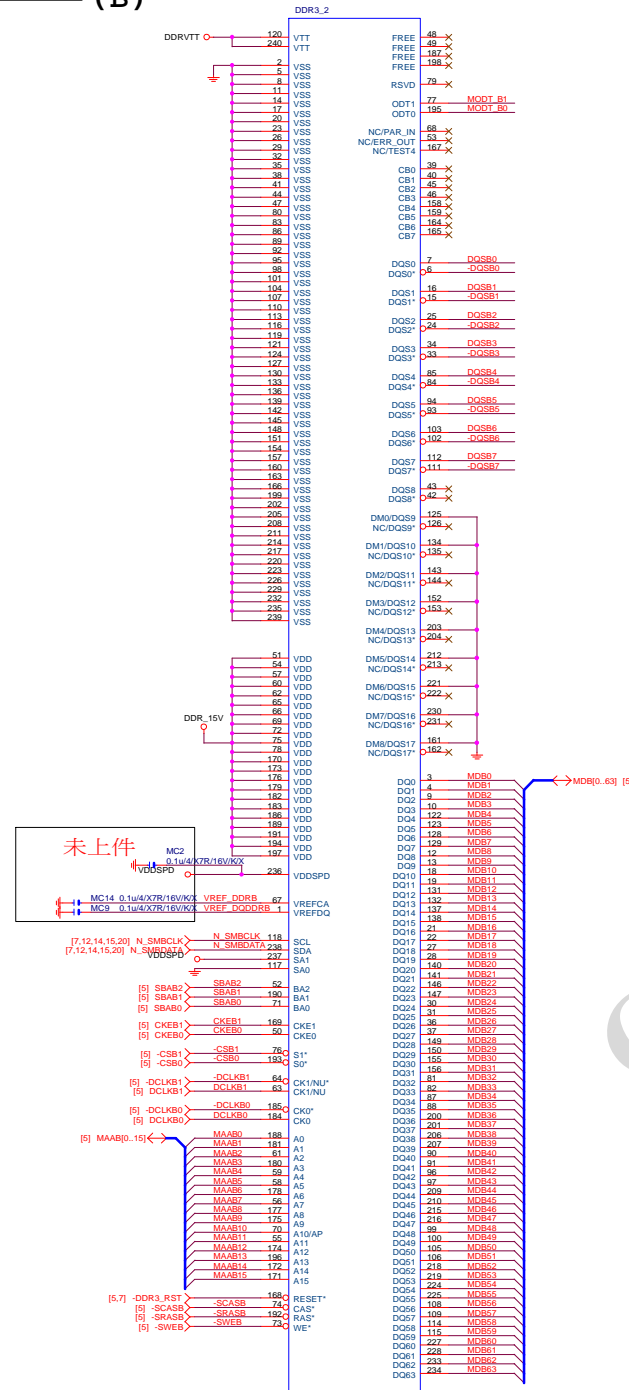 (B)
DDR3_2
DDRVTT 120 VTT
240 VTT
2 VSS
5 VSS
8 VSS
11 VSS
14 VSS
17 VSS
20 VSS
23 VSS
26 VSS
29 VSS
32 VSS
35 VSS
38 VSS
41 VSS
44 VSS
47 VSS
80 VSS
83 VSS
86 VSS
89 VSS
92 VSS
95 VSS
98 VSS
101 VSS
104 VSS
107 VSS
110 VSS
113 VSS
116 VSS
119 VSS
121 VSS
124 VSS
127 VSS
130 VSS
133 VSS
136 VSS
139 VSS
142 VSS
145 VSS
148 VSS
151 VSS
154 VSS
157 VSS
160 VSS
163 VSS
166 VSS
199 VSS
202 VSS
205 VSS
208 VSS
211 VSS
214 VSS
217 VSS
220 VSS
223 VSS
226 VSS
229 VSS
232 VSS
235 VSS
239 VSS
51 VDD
54 VDD
57 VDD
60 VDD
62 VDD
65 VDD
66 VDD
69 VDD
DDR_15V 72 VDD
75 VDD
78 VDD
170 VDD
173 VDD
176 VDD
179 VDD
182 VDD
183 VDD
186 VDD
189 VDD
191 VDD
194 VDD
197 VDD
未上件
MC2
0.1u/4/X7R/16V/K/X
VDDSPD 236 VDDSPD
MC14 0.1u/4/X7R/16V/K/X VREF_DDRB 67 VREFCA
MC9 0.1u/4/X7R/16V/K/X VREF_DQDDRB 1 VREFDQ
[7,12,14,15,20] N_SMBCLK N_SMBCLK 118 SCL
[7,12,14,15,20] N_SMBDATA N_SMBDATA 238 SDA
VDDSPD 237 SA1
117 SA0
[5] SBAB2 SBAB2 52 BA2
[5] SBAB1 SBAB1 190 BA1
[5] SBAB0 SBAB0 71 BA0
[5] CKEB1 CKEB1 169 CKE1
[5] CKEB0 CKEB0 50 CKE0
[5] -CSB1 -CSB1 76 S1*
[5] -CSB0 -CSB0 193 S0*
[5] -DCLKB1 -DCLKB1 64 CK1/NU*
[5] DCLKB1 DCLKB1 63 CK1/NU
[5] -DCLKB0 -DCLKB0 185 CK0*
[5] DCLKB0 DCLKB0 184 CK0
[5] MAAB[0..15] MAAB0 188 A0
MAAB1 181 A1
MAAB2 61 A2
MAAB3 180 A3
MAAB4 59 A4
MAAB5 58 A5
MAAB6 178 A6
MAAB7 56 A7
MAAB8 177 A8
MAAB9 175 A9
MAAB10 70 A10/AP
MAAB11 55 A11
MAAB12 174 A12
MAAB13 196 A13
MAAB14 172 A14
MAAB15 171 A15
[5,7] -DDR3_RST 168 RESET*
[5] -SCASB -SCASB 74 CAS*
[5] -SRASB -SRASB 192 RAS*
[5] -SWEB -SWEB 73 WE*
FREE 48
FREE 49
FREE 187
FREE 198
RSVD 79
ODT1 77 MODT_B1
ODT0 195 MODT_B0
NC/PAR_IN 68
NC/ERR_OUT 53
NC/TEST4 167
CB0 39
CB1 40
CB2 45
CB3 46
CB4 158
CB5 159
CB6 164
CB7 165
DQS0 7 DQSB0
DQS0* 6 -DQSB0
DQS1 16 DQSB1
DQS1* 15 -DQSB1
DQS2 25 DQSB2
DQS2* 24 -DQSB2
DQS3 34 DQSB3
DQS3* 33 -DQSB3
DQS4 85 DQSB4
DQS4* 84 -DQSB4
DQS5 94 DQSB5
DQS5* 93 -DQSB5
DQS6 103 DQSB6
DQS6* 102 -DQSB6
DQS7 112 DQSB7
DQS7* 111 -DQSB7
DQS8 43
DQS8* 42
DM0/DQS9 125
NC/DQS9* 126
DM1/DQS10 134
NC/DQS10* 135
DM2/DQS11 143
NC/DQS11* 144
DM3/DQS12 152
NC/DQS12* 153
DM4/DQS13 203
NC/DQS13* 204
DM5/DQS14 212
NC/DQS14* 213
DM6/DQS15 221
NC/DQS15* 222
DM7/DQS16 230
NC/DQS16* 231
DM8/DQS17 161
NC/DQS17* 162
DQ0 3 MDB0 MDB[0..63] [5
DQ1 4 MDB1
DQ2 9 MDB2
DQ3 10 MDB3
DQ4 122 MDB4
DQ5 123 MDB5
DQ6 128 MDB6
DQ7 129 MDB7
DQ8 12 MDB8
DQ9 13 MDB9
DQ10 18 MDB10
DQ11 19 MDB11
DQ12 131 MDB12
DQ13 132 MDB13
DQ14 137 MDB14
DQ15 138 MDB15
DQ16 21 MDB16
DQ17 22 MDB17
DQ18 27 MDB18
DQ19 28 MDB19
DQ20 140 MDB20
DQ21 141 MDB21
DQ22 146 MDB22
DQ23 147 MDB23
DQ24 30 MDB24
DQ25 31 MDB25
DQ26 36 MDB26
DQ27 37 MDB27
DQ28 149 MDB28
DQ29 150 MDB29
DQ30 155 MDB30
DQ31 156 MDB31
DQ32 81 MDB32
DQ33 82 MDB33
DQ34 87 MDB34
DQ35 88 MDB35
DQ36 200 MDB36
DQ37 201 MDB37
DQ38 206 MDB38
DQ39 207 MDB39
DQ40 90 MDB40
DQ41 91 MDB41
DQ42 96 MDB42
DQ43 97 MDB43
DQ44 209 MDB44
DQ45 210 MDB45
DQ46 215 MDB46
DQ47 216 MDB47
DQ48 99 MDB48
DQ49 100 MDB49
DQ50 105 MDB50
DQ51 106 MDB51
DQ52 218 MDB52
DQ53 219 MDB53
DQ54 224 MDB54
DQ55 225 MDB55
DQ56 108 MDB56
DQ57 109 MDB57
DQ58 114 MDB58
DQ59 115 MDB59
DQ60 227 MDB60
DQ61 228 MDB61
DQ62 233 MDB62
DQ63 234 MDB63